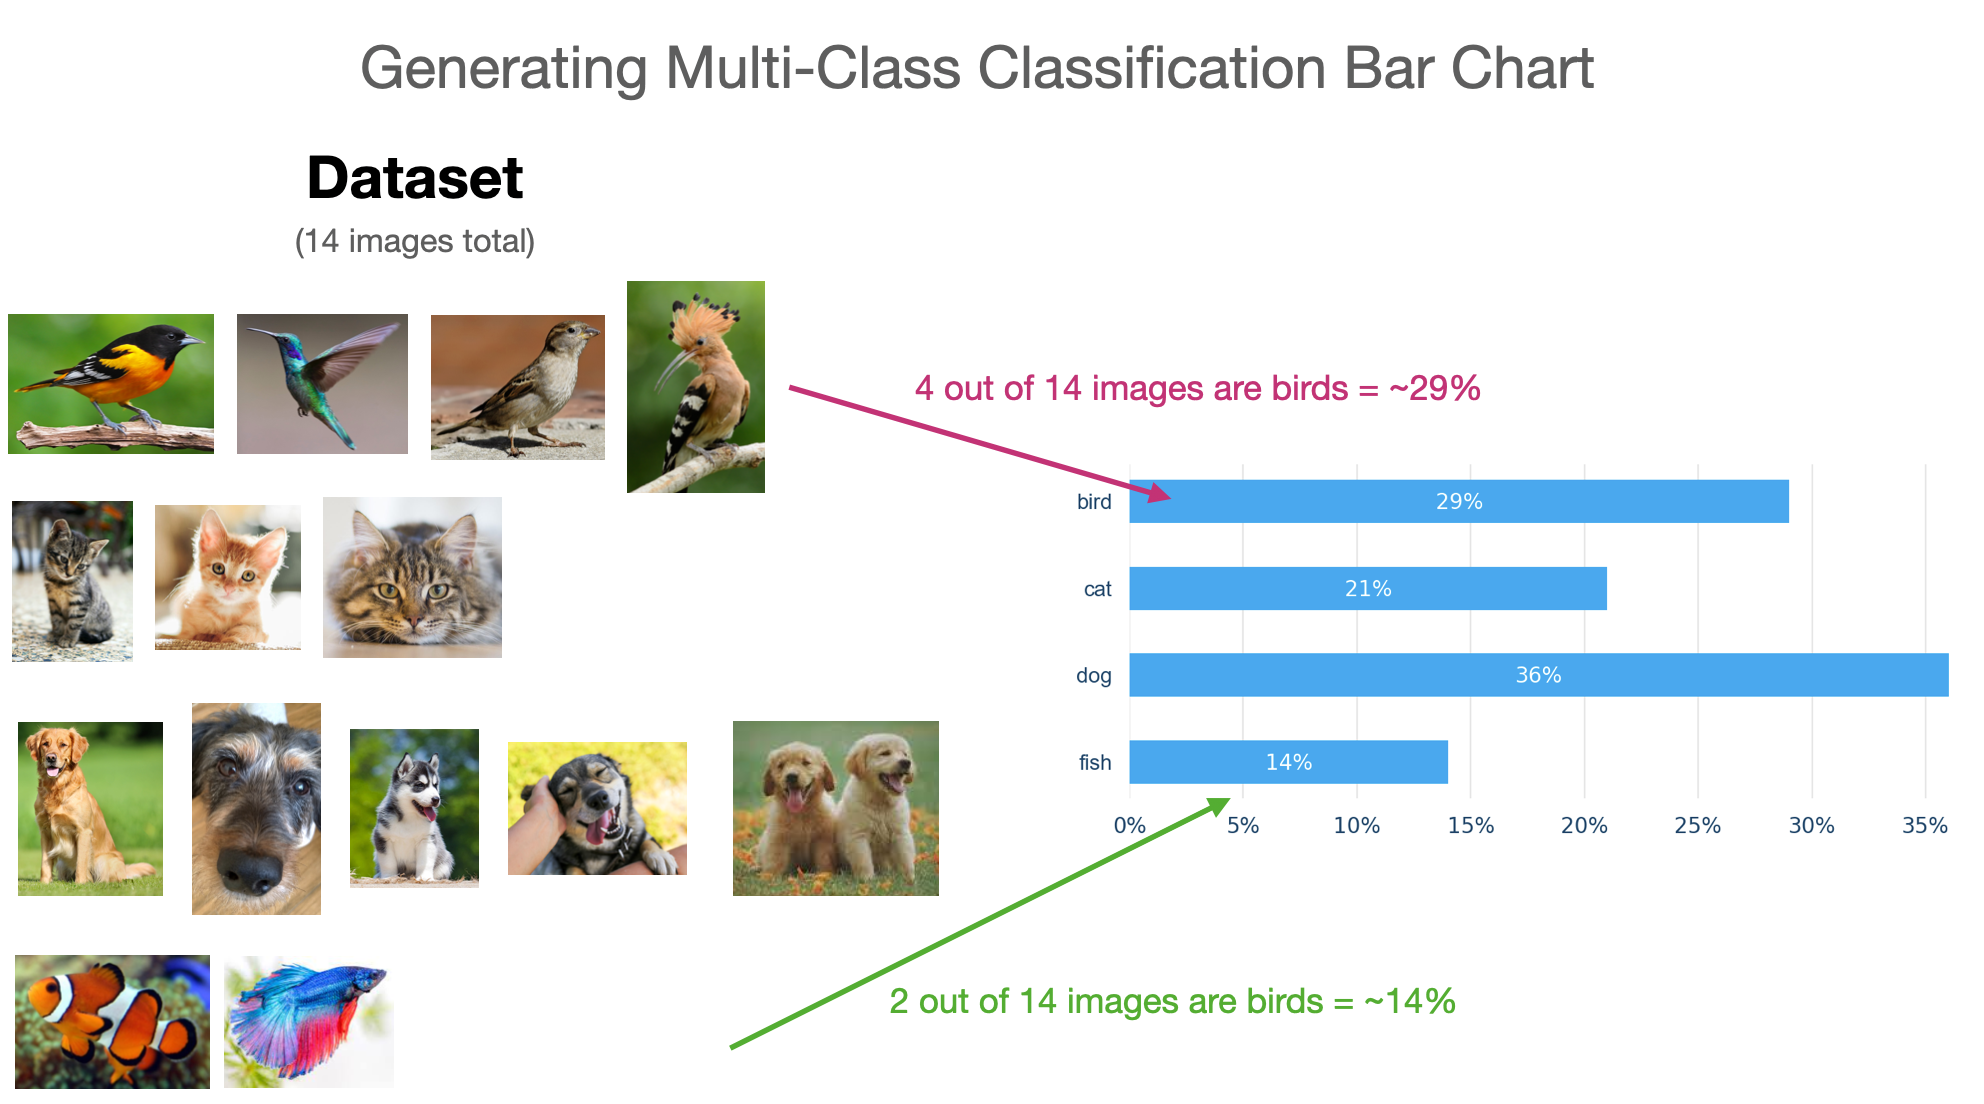 Generating Multi-Class Classification Bar Chart
Dataset
(14 images total)
4 out of 14 images are birds = ~29%
bird 29%
cat 21%
dog 36%
fish 14%
0% 5% 10% 15% 20% 25% 30% 35%
2 out of 14 images are birds = ~14%